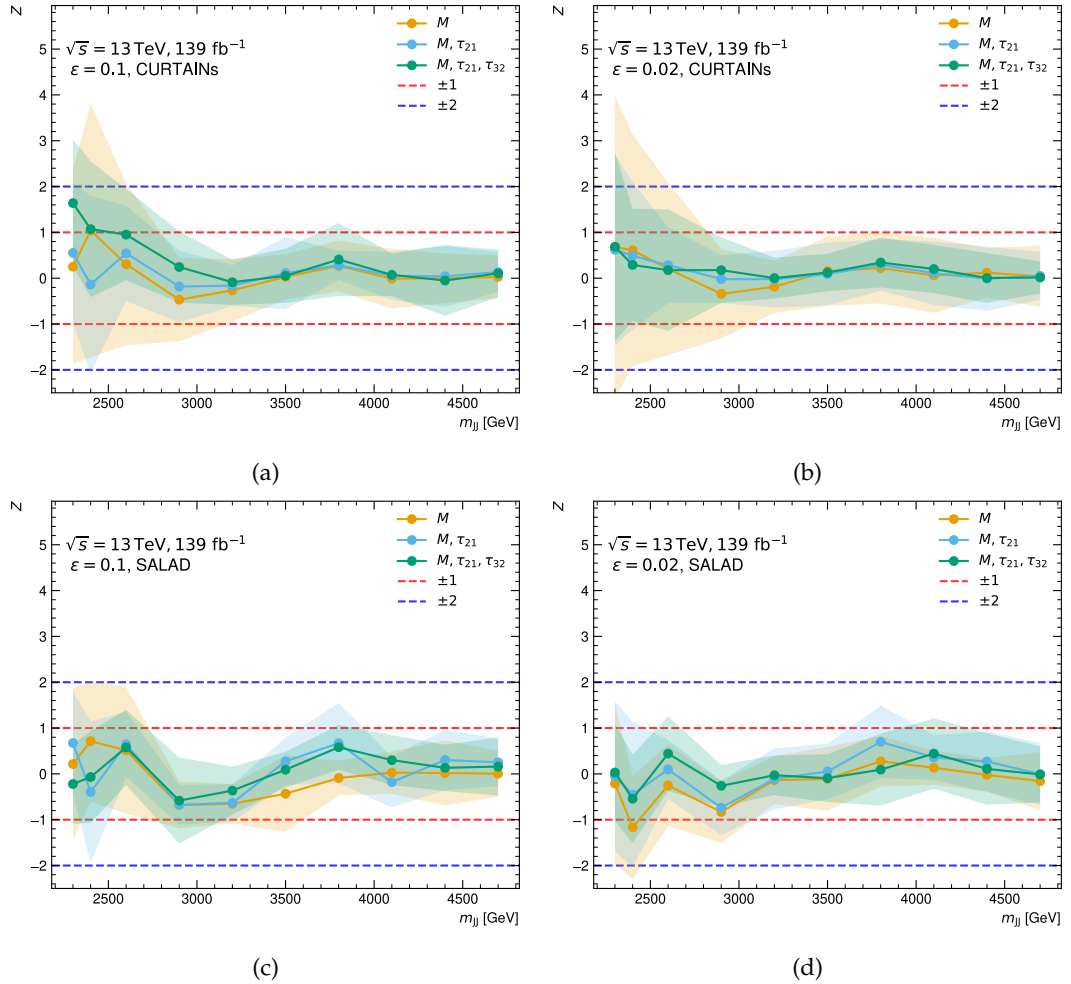 Z
5
4
3
2
1
0
−1
−2
√s = 13 TeV, 139 fb⁻¹
ε = 0.1, CURTAINs
M
M, τ₂₁
M, τ₂₁, τ₃₂
±1
±2
2500 3000 3500 4000 4500
m_JJ [GeV]
(a)
Z
5
4
3
2
1
0
−1
−2
√s = 13 TeV, 139 fb⁻¹
ε = 0.02, CURTAINs
M
M, τ₂₁
M, τ₂₁, τ₃₂
±1
±2
2500 3000 3500 4000 4500
m_JJ [GeV]
(b)
Z
5
4
3
2
1
0
−1
−2
√s = 13 TeV, 139 fb⁻¹
ε = 0.1, SALAD
M
M, τ₂₁
M, τ₂₁, τ₃₂
±1
±2
2500 3000 3500 4000 4500
m_JJ [GeV]
(c)
Z
5
4
3
2
1
0
−1
−2
√s = 13 TeV, 139 fb⁻¹
ε = 0.02, SALAD
M
M, τ₂₁
M, τ₂₁, τ₃₂
±1
±2
2500 3000 3500 4000 4500
m_JJ [GeV]
(d)